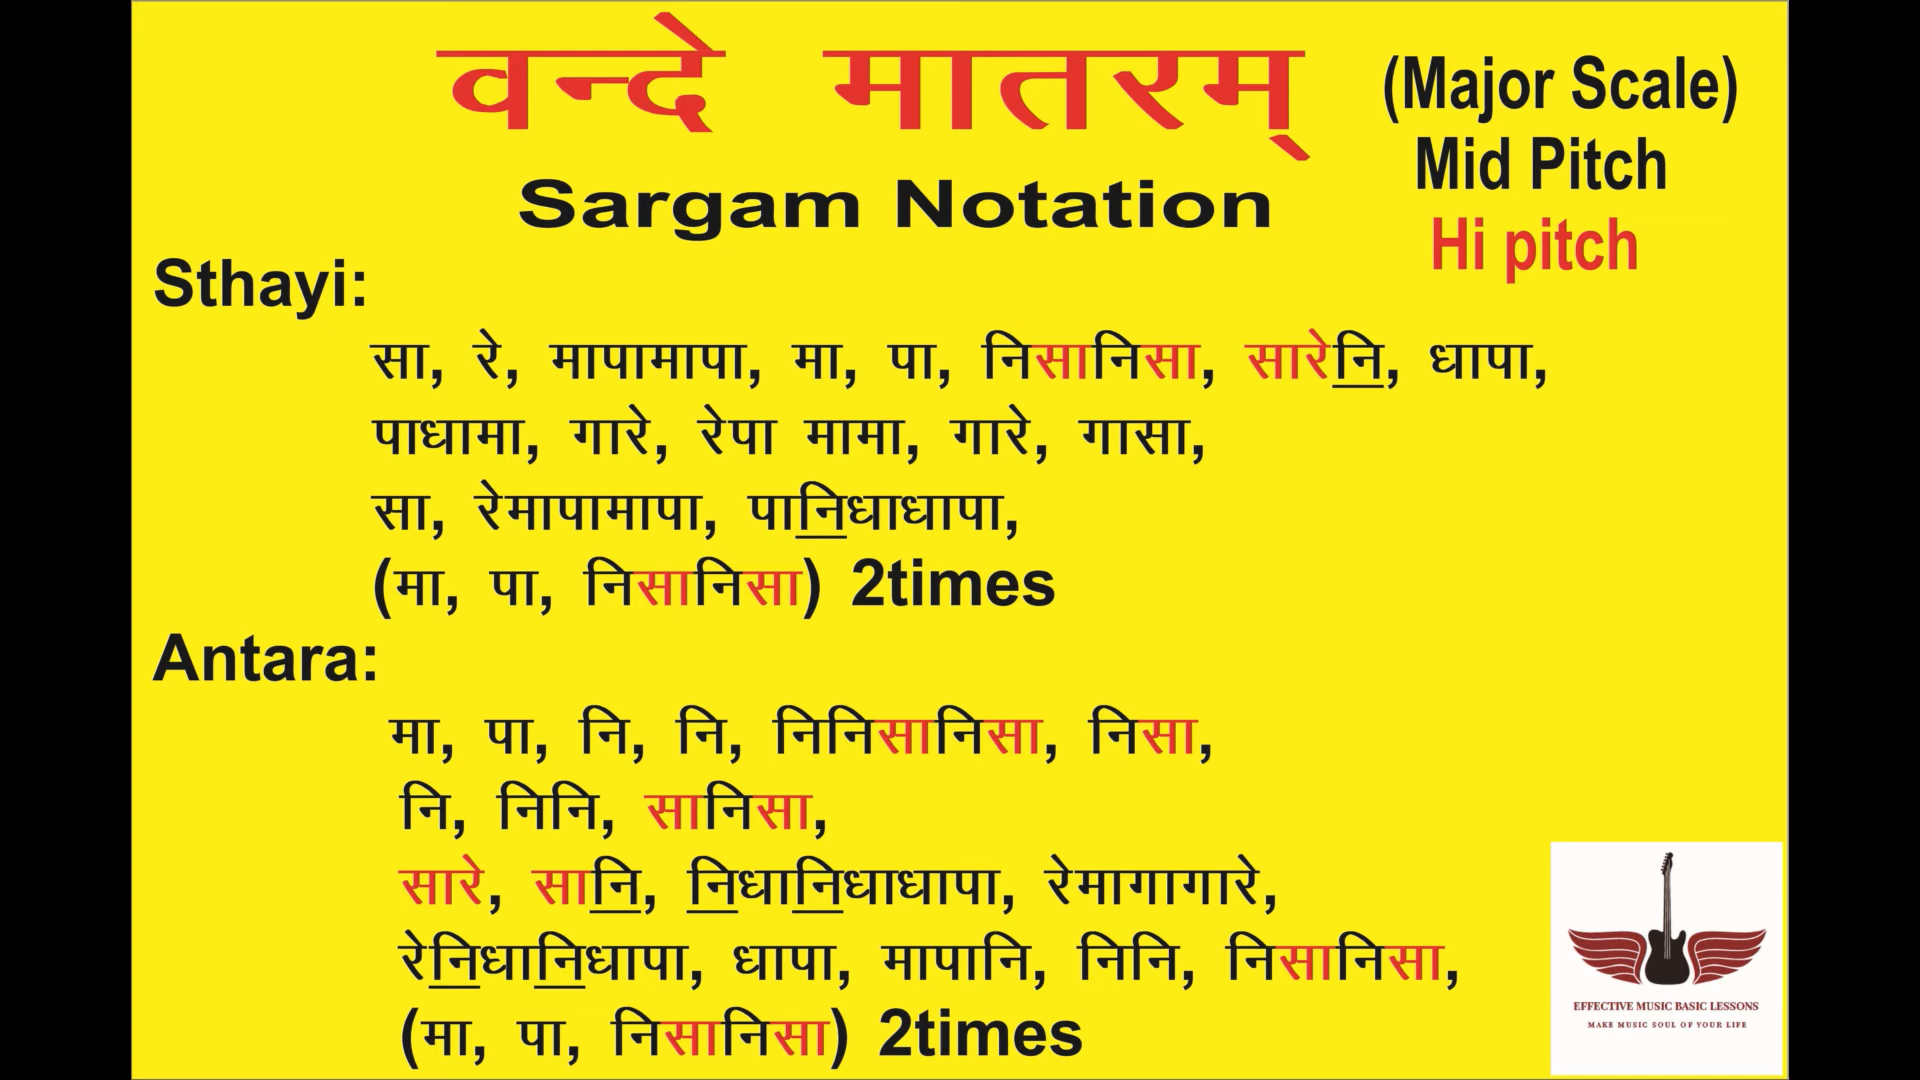 वन्दे मातरम्
(Major Scale)
Mid Pitch
Hi pitch
Sargam Notation
Sthayi:
सा, रे, मापामापा, मा, पा, निसानिसा, सारेनि, धापा,
पाधामा, गारे, रेपा मामा, गारे, गासा,
सा, रेमापामापा, पानिधाधापा,
(मा, पा, निसानिसा) 2times
Antara:
मा, पा, नि, नि, निनिसानिसा, निसा,
नि, निनि, सानिसा,
सारे, सानि, निधानिधाधापा, रेमागागारे,
रेनिधानिधापा, धापा, मापानि, निनि, निसानिसा,
(मा, पा, निसानिसा) 2times
EFFECTIVE MUSIC BASIC LESSONS
MAKE MUSIC SOUL OF YOUR LIFE